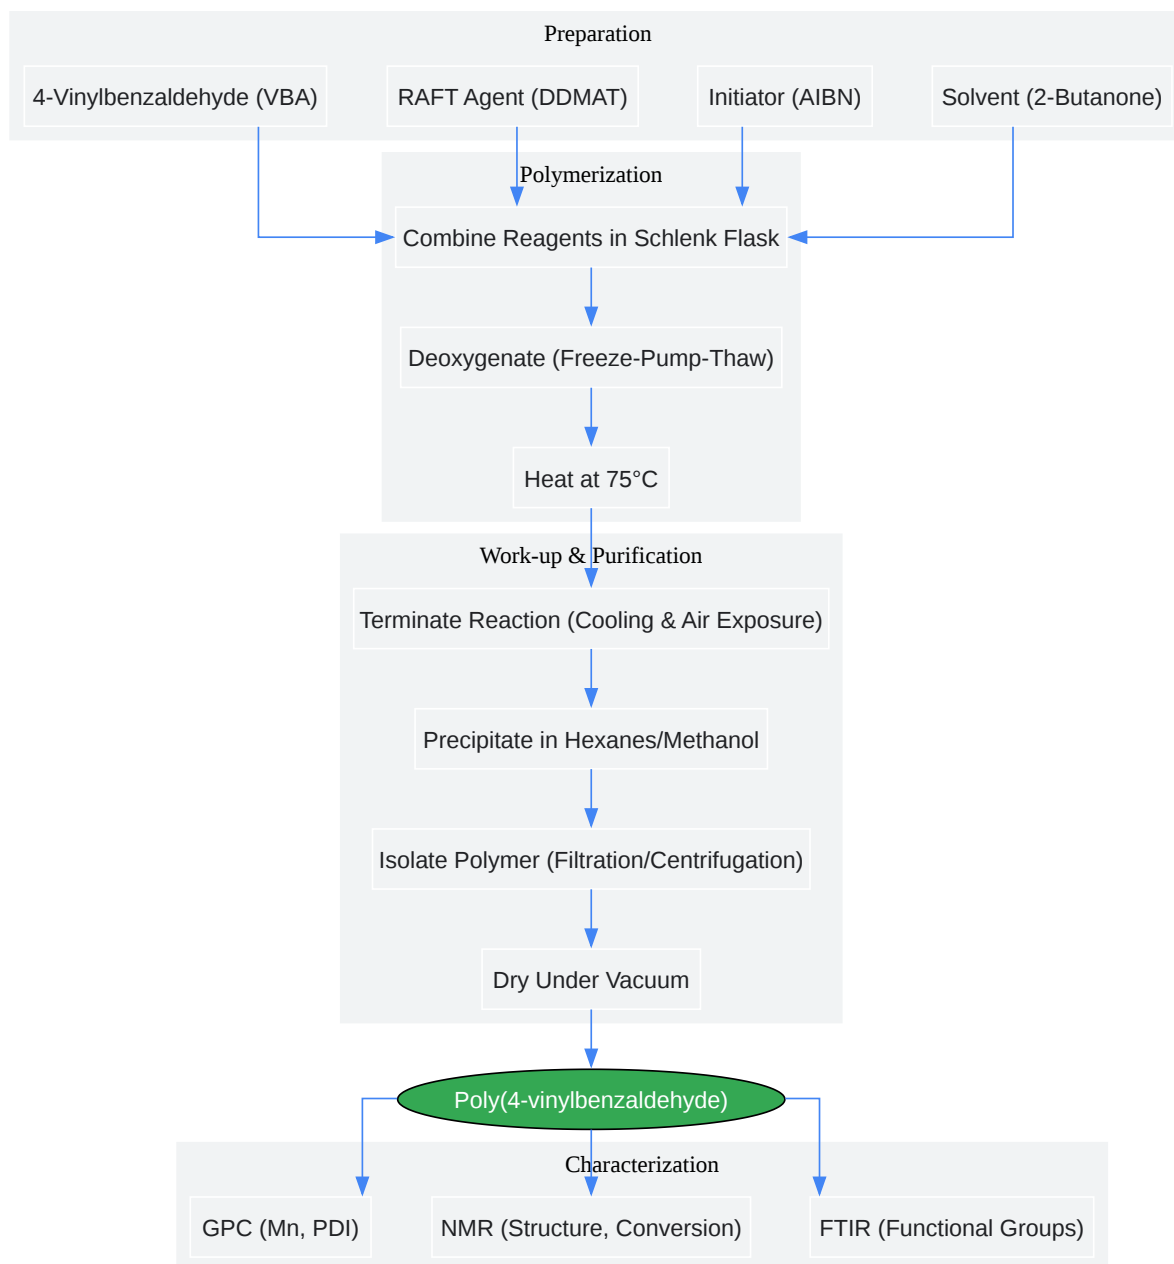 Preparation
4-Vinylbenzaldehyde (VBA)
RAFT Agent (DDMAT)
Initiator (AIBN)
Solvent (2-Butanone)
Polymerization
Combine Reagents in Schlenk Flask
Deoxygenate (Freeze-Pump-Thaw)
Heat at 75°C
Work-up & Purification
Terminate Reaction (Cooling & Air Exposure)
Precipitate in Hexanes/Methanol
Isolate Polymer (Filtration/Centrifugation)
Dry Under Vacuum
Poly(4-vinylbenzaldehyde)
Characterization
GPC (Mn, PDI)
NMR (Structure, Conversion)
FTIR (Functional Groups)